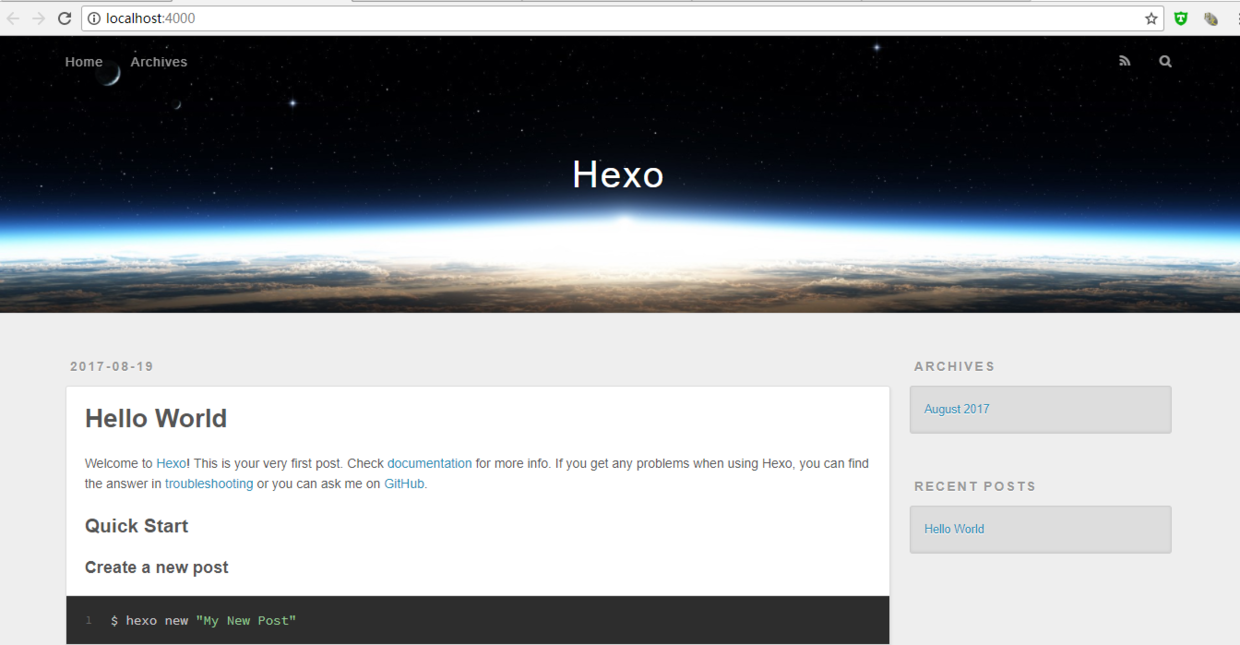 localhost:4000
Home Archives
Hexo
2017-08-19
Hello World
Welcome to Hexo! This is your very first post. Check documentation for more info. If you get any problems when using Hexo, you can find
the answer in troubleshooting or you can ask me on GitHub.
Quick Start
Create a new post
1 $ hexo new "My New Post"
ARCHIVES
August 2017
RECENT POSTS
Hello World